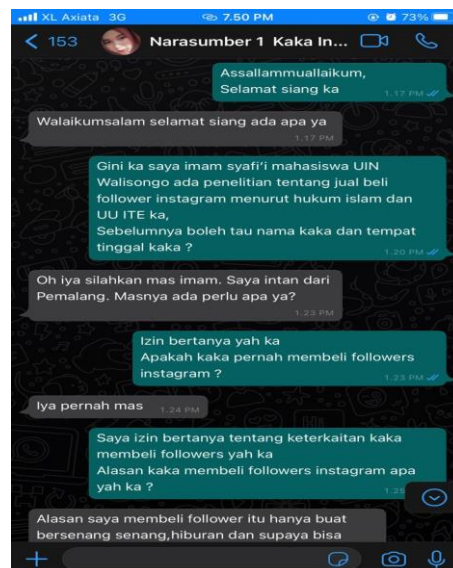 XL Axiata 3G 7.50 PM 73%
153 Narasumber 1 Kaka In...
Assallammuallaikum,
Selamat siang ka
1.17 PM
Walaikumsalam selamat siang ada apa ya
1.17 PM
Gini ka saya imam syafi'i mahasiswa UIN
Walisongo ada penelitian tentang jual beli
follower instagram menurut hukum islam dan
UU ITE ka,
Sebelumnya boleh tau nama kaka dan tempat
tinggal kaka ?
1.20 PM
Oh iya silahkan mas imam. Saya intan dari
Pemalang. Masnya ada perlu apa ya?
1.23 PM
Izin bertanya yah ka
Apakah kaka pernah membeli followers
instagram ?
1.23 PM
Iya pernah mas 1.24 PM
Saya izin bertanya tentang keterkaitan kaka
membeli followers yah ka
Alasan kaka membeli followers instagram apa
yah ka ?
1.25
Alasan saya membeli follower itu hanya buat
bersenang senang,hiburan dan supaya bisa